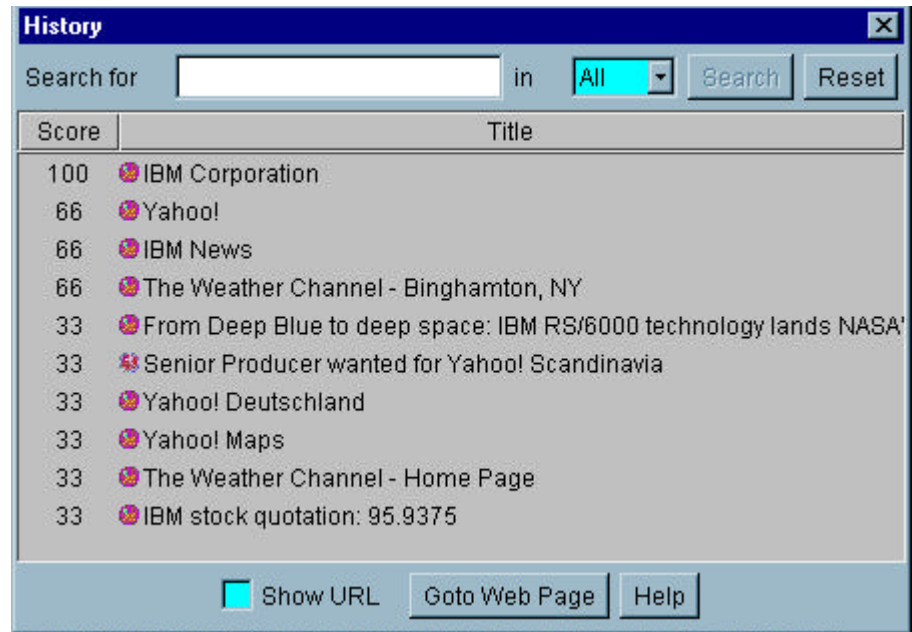 History
Search for in All Search Reset
Score Title
100 IBM Corporation
66 Yahoo!
66 IBM News
66 The Weather Channel - Binghamton, NY
33 From Deep Blue to deep space: IBM RS/6000 technology lands NASA'
33 Senior Producer wanted for Yahoo! Scandinavia
33 Yahoo! Deutschland
33 Yahoo! Maps
33 The Weather Channel - Home Page
33 IBM stock quotation: 95.9375
Show URL Goto Web Page Help